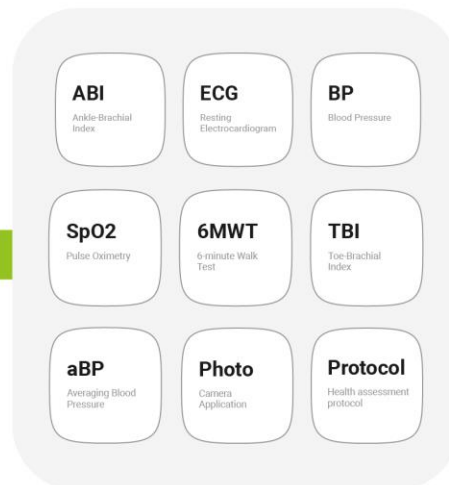 ABI
Ankle-Brachial
Index
ECG
Resting
Electrocardiogram
BP
Blood Pressure
SpO2
Pulse Oximetry
6MWT
6-minute Walk
Test
TBI
Toe-Brachial
Index
aBP
Averaging Blood
Pressure
Photo
Camera
Application
Protocol
Health assessment
protocol